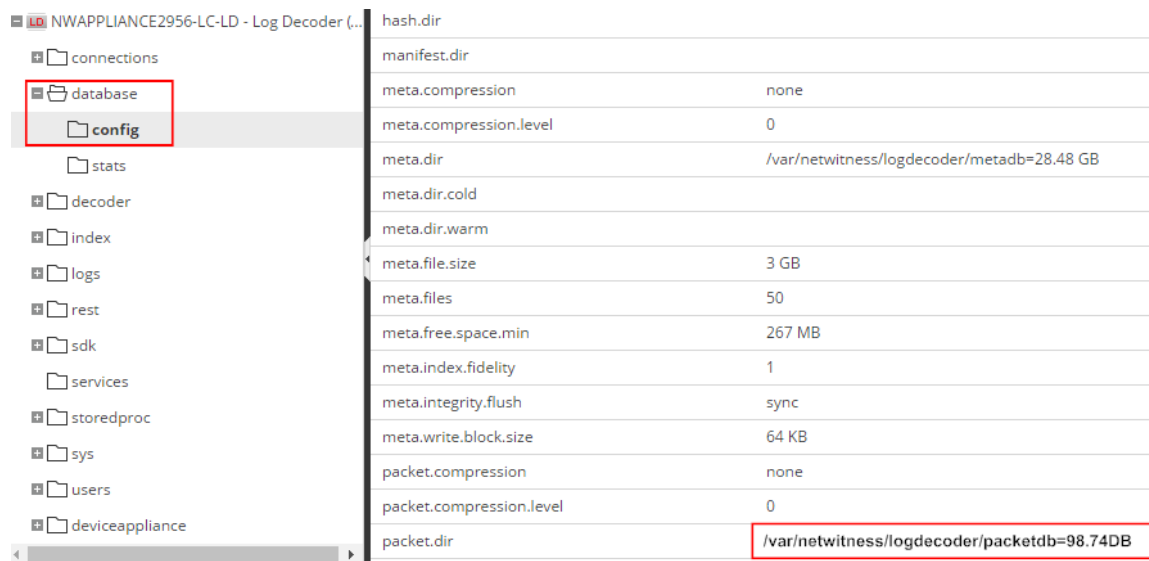 LD NWAPPLIANCE2956-LC-LD - Log Decoder (...
connections
database
config
stats
decoder
index
logs
rest
sdk
services
storedproc
sys
users
deviceappliance
hash.dir
manifest.dir
meta.compression none
meta.compression.level 0
meta.dir /var/netwitness/logdecoder/metadb=28.48 GB
meta.dir.cold
meta.dir.warm
meta.file.size 3 GB
meta.files 50
meta.free.space.min 267 MB
meta.index.fidelity 1
meta.integrity.flush sync
meta.write.block.size 64 KB
packet.compression none
packet.compression.level 0
packet.dir /var/netwitness/logdecoder/packetdb=98.74DB